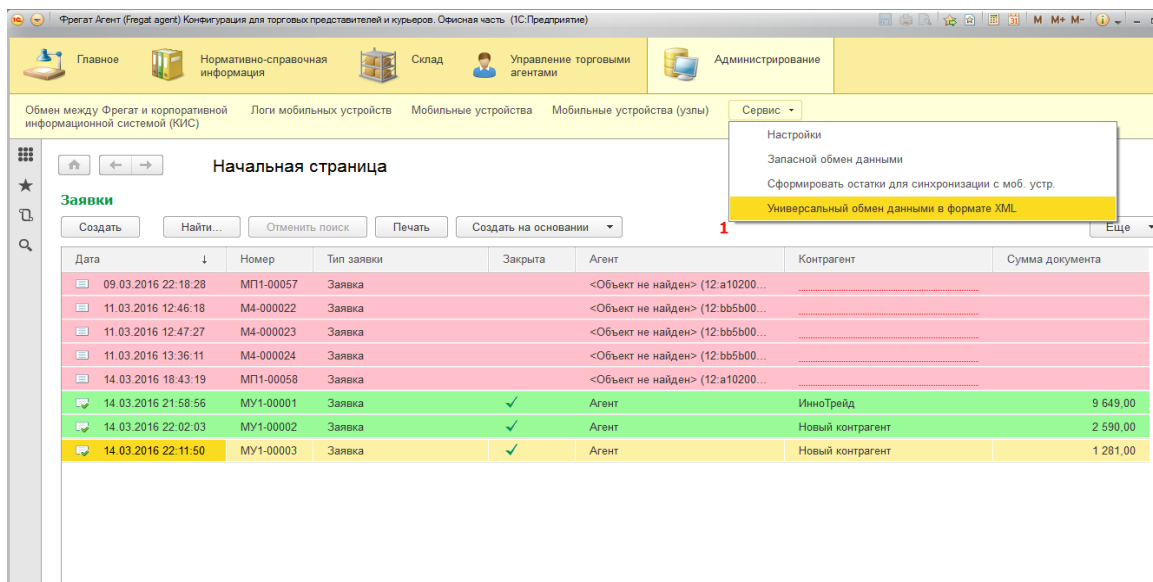 Фрегат Агент (Fregat agent) Конфигурация для торговых представителей и курьеров. Офисная часть (1С:Предприятие)
M M+ M-
Главное
Нормативно-справочная информация
Склад
Управление торговыми агентами
Администрирование
Обмен между Фрегат и корпоративной информационной системой (КИС)
Логи мобильных устройств
Мобильные устройства
Мобильные устройства (узлы)
Сервис
Настройки
Запасной обмен данными
Сформировать остатки для синхронизации с моб. устр.
Универсальный обмен данными в формате XML
Начальная страница
Заявки
Создать Найти... Отменить поиск Печать Создать на основании 1 Еще
Дата ↓ Номер Тип заявки Закрыта Агент Контрагент Сумма документа
09.03.2016 22:18:28 МП1-00057 Заявка <Объект не найден> (12:a10200...
11.03.2016 12:46:18 М4-000022 Заявка <Объект не найден> (12:bb5b00...
11.03.2016 12:47:27 М4-000023 Заявка <Объект не найден> (12:bb5b00...
11.03.2016 13:36:11 М4-000024 Заявка <Объект не найден> (12:bb5b00...
14.03.2016 18:43:19 МП1-00058 Заявка <Объект не найден> (12:a10200...
14.03.2016 21:58:56 МУ1-00001 Заявка ✓ Агент ИнноТрейд 9 649,00
14.03.2016 22:02:03 МУ1-00002 Заявка ✓ Агент Новый контрагент 2 590,00
14.03.2016 22:11:50 МУ1-00003 Заявка ✓ Агент Новый контрагент 1 281,00